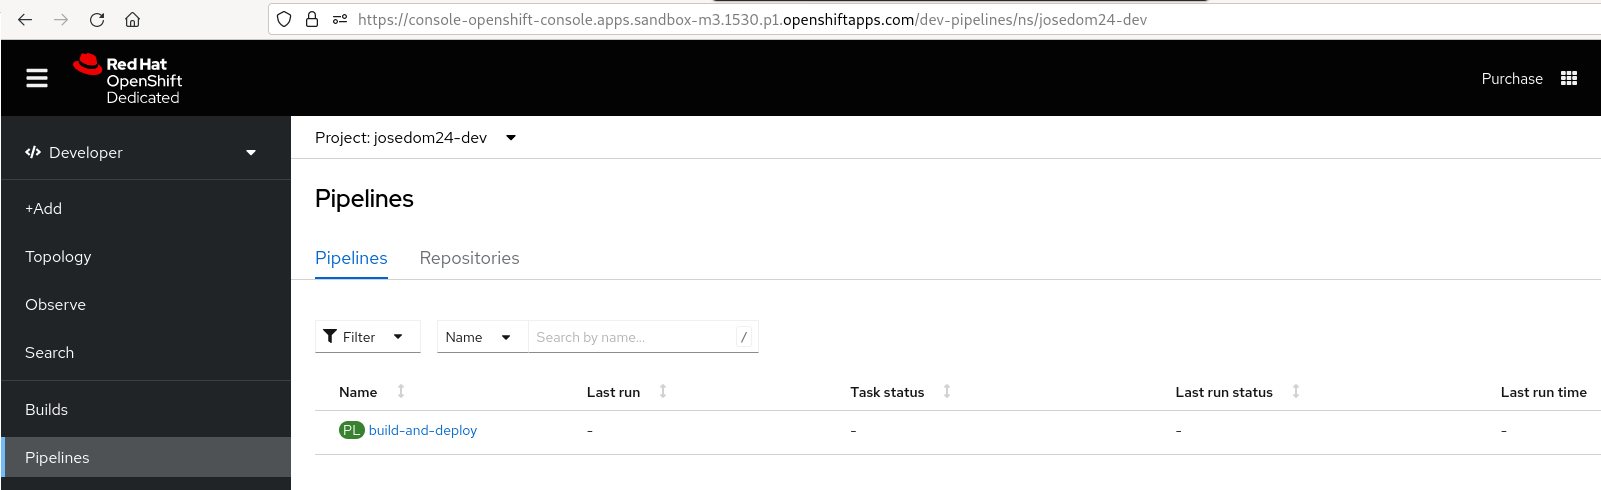 https://console-openshift-console.apps.sandbox-m3.1530.p1.openshiftapps.com/dev-pipelines/ns/josedom24-dev
Red Hat
OpenShift
Dedicated
Purchase
Developer
+Add
Topology
Observe
Search
Builds
Pipelines
Project: josedom24-dev
Pipelines
Pipelines Repositories
Filter Name Search by name... /
Name Last run Task status Last run status Last run time
PL build-and-deploy - - - -